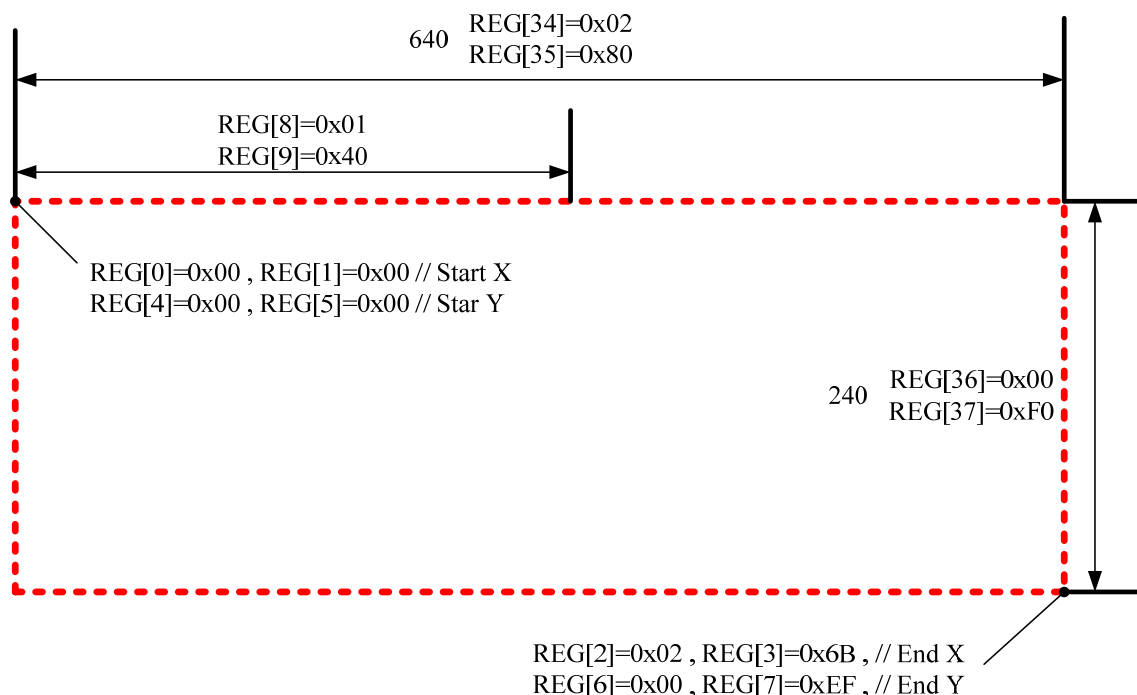 640 REG[34]=0x02
REG[35]=0x80
REG[8]=0x01
REG[9]=0x40
REG[0]=0x00 , REG[1]=0x00 // Start X
REG[4]=0x00 , REG[5]=0x00 // Star Y
240 REG[36]=0x00
REG[37]=0xF0
REG[2]=0x02 , REG[3]=0x6B , // End X
REG[6]=0x00 , REG[7]=0xEF , // End Y